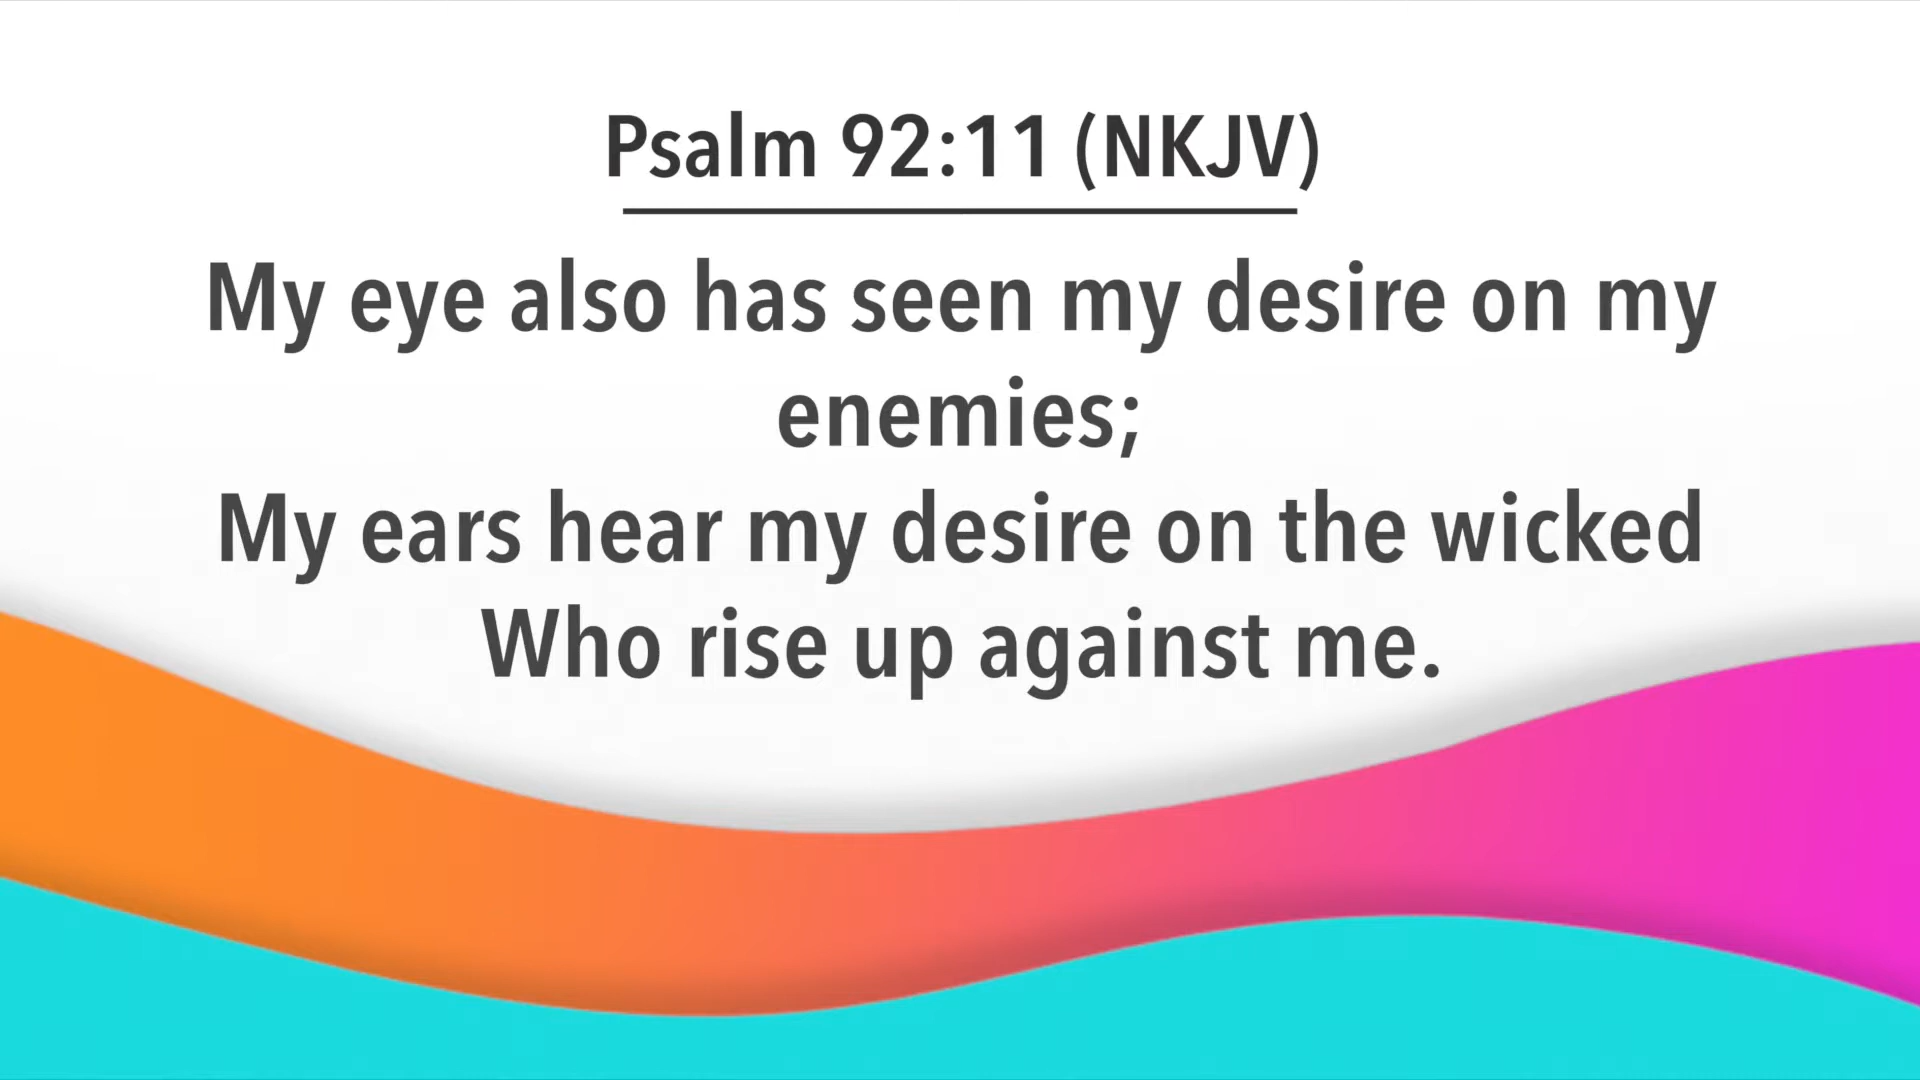 Psalm 92:11 (NKJV)
My eye also has seen my desire on my
enemies;
My ears hear my desire on the wicked
Who rise up against me.